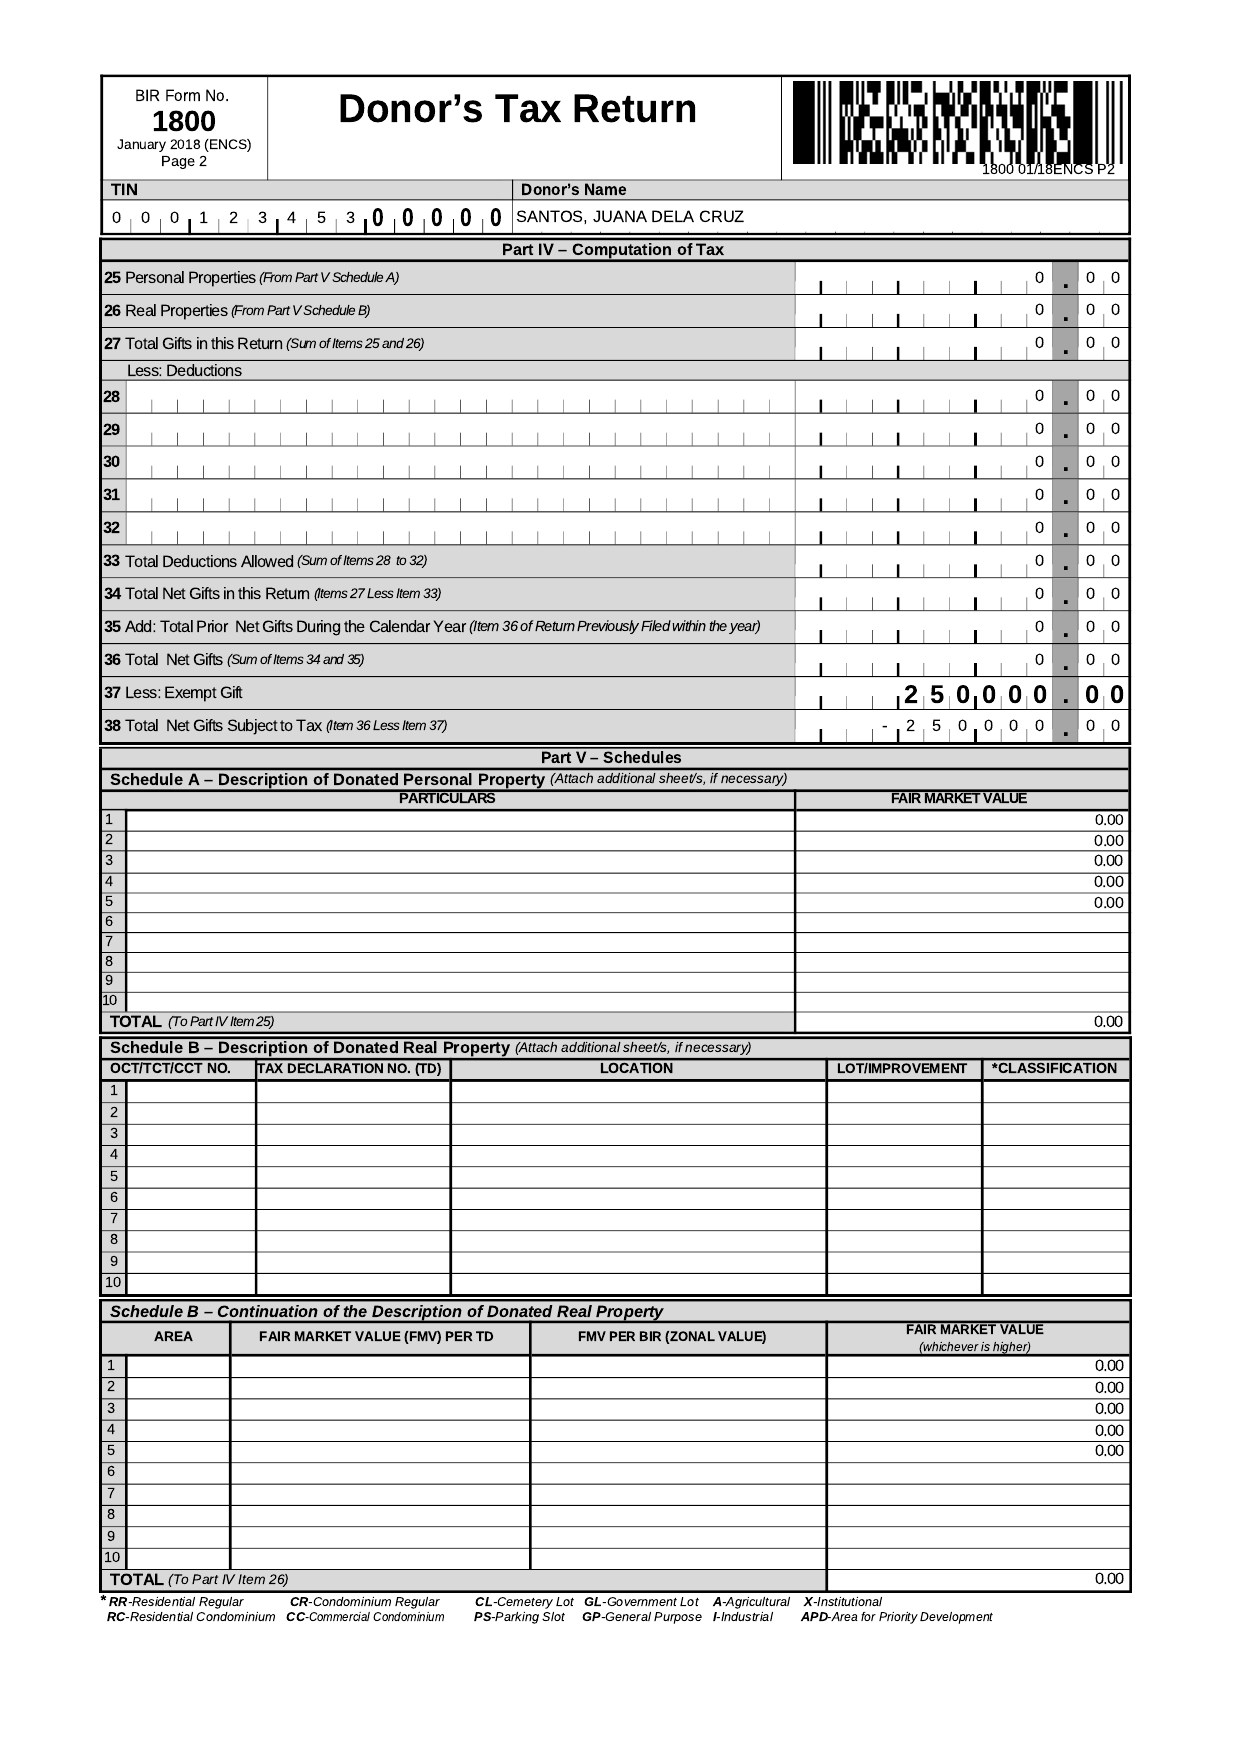 BIR Form No.
1800
January 2018 (ENCS)
Page 2
Donor's Tax Return
1800 01/18ENCS P2
TIN Donor's Name
0 0 0 1 2 3 4 5 3 0 0 0 0 0 SANTOS, JUANA DELA CRUZ
Part IV – Computation of Tax
25 Personal Properties (From Part V Schedule A) 0 . 0 0
26 Real Properties (From Part V Schedule B) 0 . 0 0
27 Total Gifts in this Return (Sum of Items 25 and 26) 0 . 0 0
Less: Deductions
28 0 . 0 0
29 0 . 0 0
30 0 . 0 0
31 0 . 0 0
32 0 . 0 0
33 Total Deductions Allowed (Sum of Items 28 to 32) 0 . 0 0
34 Total Net Gifts in this Return (Items 27 Less Item 33) 0 . 0 0
35 Add: Total Prior Net Gifts During the Calendar Year (Item 36 of Return Previously Filed within the year) 0 . 0 0
36 Total Net Gifts (Sum of Items 34 and 35) 0 . 0 0
37 Less: Exempt Gift 2 5 0 0 0 0 . 0 0
38 Total Net Gifts Subject to Tax (Item 36 Less Item 37) - 2 5 0 0 0 0 . 0 0
Part V – Schedules
Schedule A – Description of Donated Personal Property (Attach additional sheet/s, if necessary)
PARTICULARS FAIR MARKET VALUE
1 0.00
2 0.00
3 0.00
4 0.00
5 0.00
6
7
8
9
10
TOTAL (To Part IV Item 25) 0.00
Schedule B – Description of Donated Real Property (Attach additional sheet/s, if necessary)
OCT/TCT/CCT NO. TAX DECLARATION NO. (TD) LOCATION LOT/IMPROVEMENT *CLASSIFICATION
1
2
3
4
5
6
7
8
9
10
Schedule B – Continuation of the Description of Donated Real Property
AREA FAIR MARKET VALUE (FMV) PER TD FMV PER BIR (ZONAL VALUE) FAIR MARKET VALUE
(whichever is higher)
1 0.00
2 0.00
3 0.00
4 0.00
5 0.00
6
7
8
9
10
TOTAL (To Part IV Item 26) 0.00
* RR-Residential Regular CR-Condominium Regular CL-Cemetery Lot GL-Government Lot A-Agricultural X-Institutional
RC-Residential Condominium CC-Commercial Condominium PS-Parking Slot GP-General Purpose I-Industrial APD-Area for Priority Development